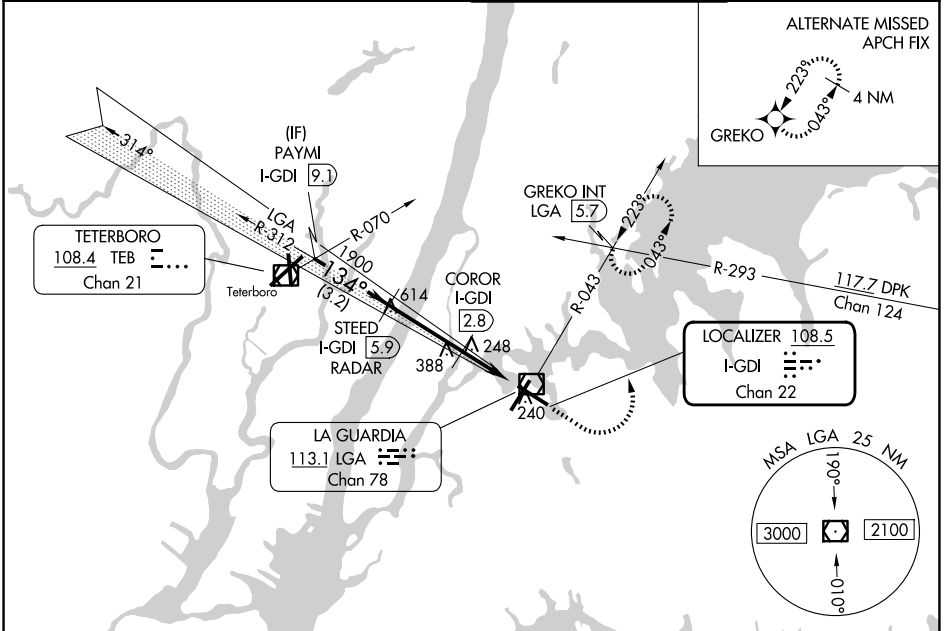 ALTERNATE MISSED
APCH FIX
223°
043°
4 NM
GREKO
314°
(IF)
PAYMI
I-GDI 9.1
LGA
R-312
R-070
1900
134°
(3.2)
TETERBORO
108.4 TEB
Chan 21
Teterboro
614
STEED
I-GDI 5.9
RADAR
COROR
I-GDI
2.8
248
388
GREKO INT
LGA 5.7
223°
043°
R-043
R-293
117.7 DPK
Chan 124
LOCALIZER 108.5
I-GDI
Chan 22
240
LA GUARDIA
113.1 LGA
Chan 78
MSA LGA 25 NM
190°
3000
2100
010°